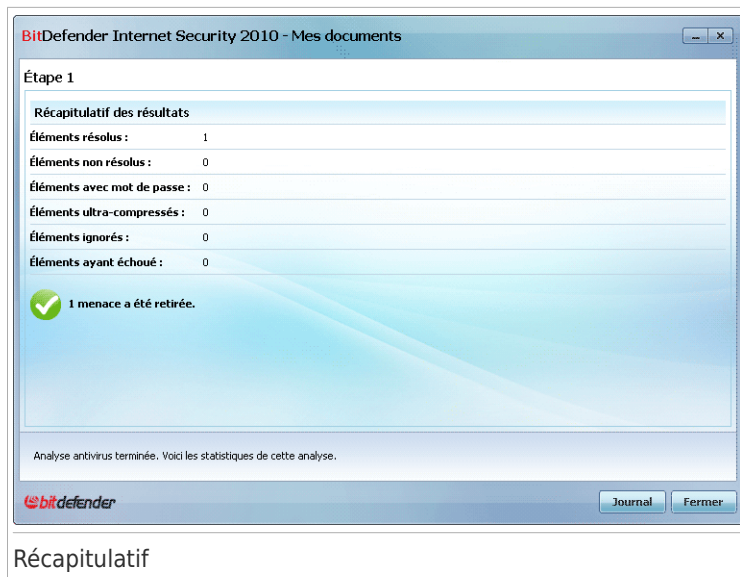 BitDefender Internet Security 2010 - Mes documents
Étape 1
Récapitulatif des résultats
Éléments résolus : 1
Éléments non résolus : 0
Éléments avec mot de passe : 0
Éléments ultra-compressés : 0
Éléments ignorés : 0
Éléments ayant échoué : 0
1 menace a été retirée.
Analyse antivirus terminée. Voici les statistiques de cette analyse.
bitdefender
Journal Fermer
Récapitulatif